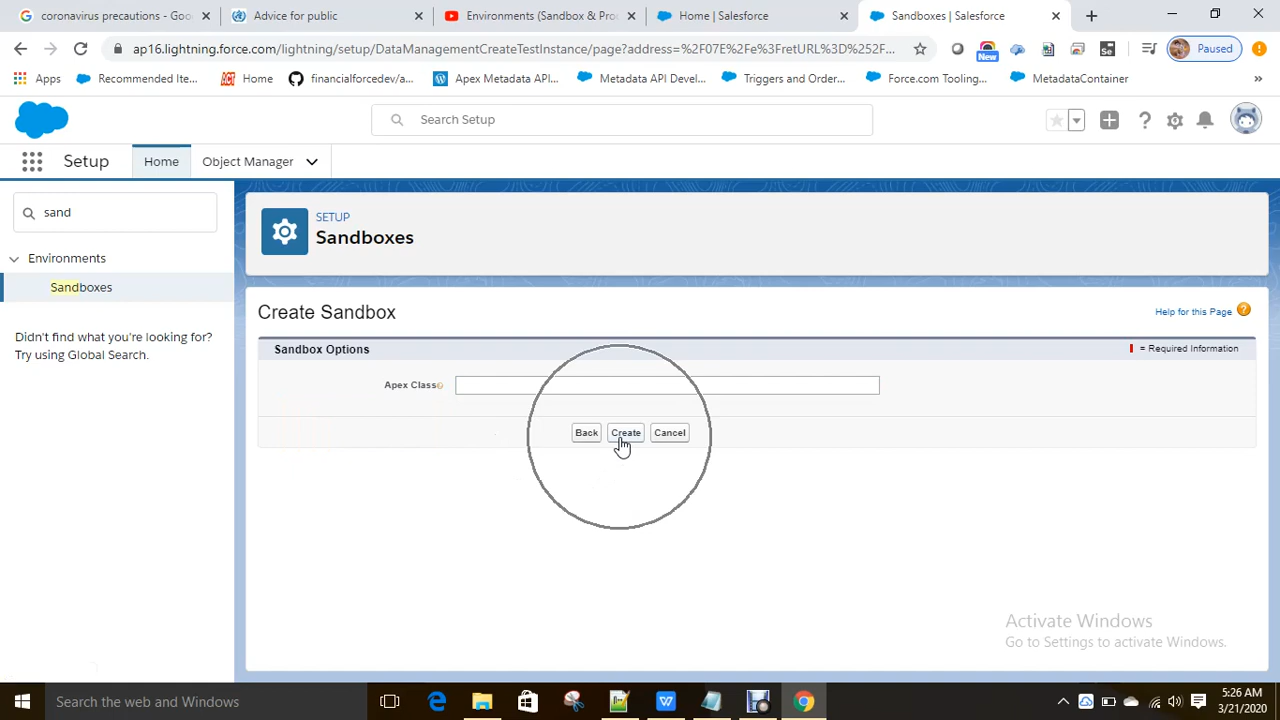 coronavirus precautions - Goo
Advice for public
Environments (Sandbox & Pro
Home | Salesforce
Sandboxes | Salesforce
ap16.lightning.force.com/lightning/setup/DataManagementCreateTestInstance/page?address=%2F07E%2Fe%3FretURL%3D%252F...
New
Se
Paused
Apps
Recommended Ite...
Home
financialforcedev/a...
Apex Metadata API...
Metadata API Devel...
Triggers and Order...
Force.com Tooling...
MetadataContainer
Search Setup
Setup
Home
Object Manager
sand
Environments
Sandboxes
Didn't find what you're looking for?
Try using Global Search.
SETUP
Sandboxes
Create Sandbox
Help for this Page
Sandbox Options
= Required Information
Apex Class
Back
Create
Cancel
Activate Windows
Go to Settings to activate Windows.
Search the web and Windows
5:26 AM
3/21/2020